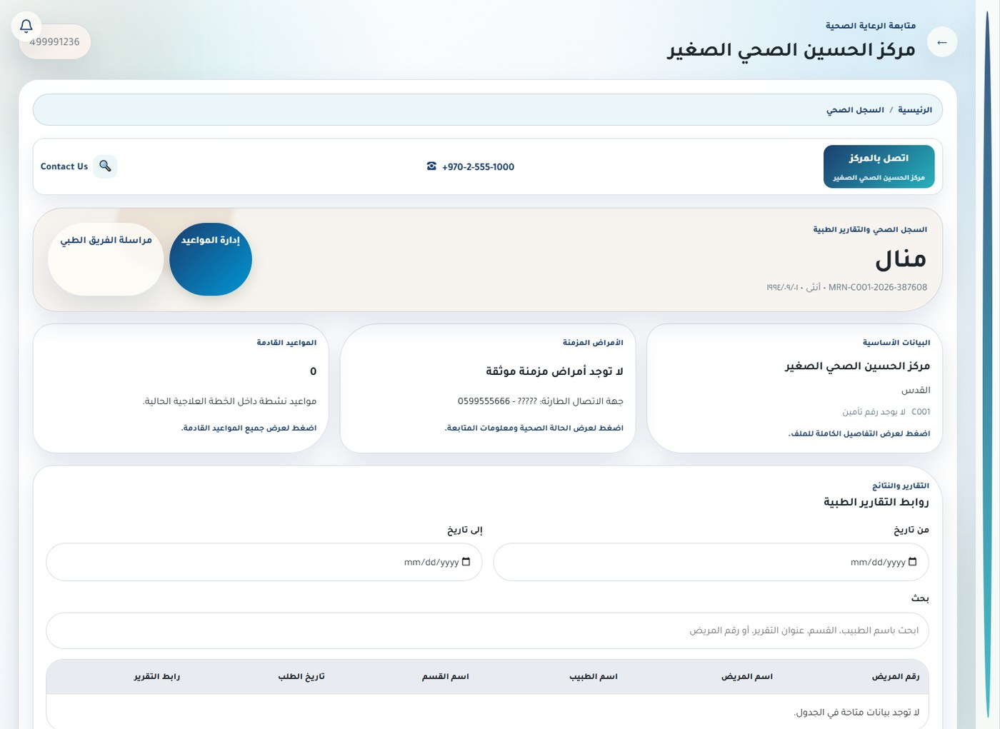 متابعة الرعاية الصحية
مركز الحسين الصحي الصغير
←
499991236
الرئيسية / السجل الصحي
اتصل بالمركز
مركز الحسين الصحي الصغير
+970-2-555-1000
Contact Us
السجل الصحي والتقارير الطبية
منال
MRN-C001-2026-387608 • أنثى • ١٩٩٤/٠٩/٠١
إدارة المواعيد
مراسلة الفريق الطبي
البيانات الأساسية
مركز الحسين الصحي الصغير
القدس
C001 لا يوجد رقم تأمين
اضغط لعرض التفاصيل الكاملة للملف.
الأمراض المزمنة
لا توجد أمراض مزمنة موثقة
جهة الاتصال الطارئة: ????? - 0599555666
اضغط لعرض الحالة الصحية ومعلومات المتابعة.
المواعيد القادمة
0
مواعيد نشطة داخل الخطة العلاجية الحالية.
اضغط لعرض جميع المواعيد القادمة.
التقارير والنتائج
روابط التقارير الطبية
من تاريخ
mm/dd/yyyy
إلى تاريخ
mm/dd/yyyy
بحث
ابحث باسم الطبيب، القسم، عنوان التقرير، أو رقم المريض
رقم المريض اسم المريض اسم الطبيب اسم القسم تاريخ الطلب رابط التقرير
لا توجد بيانات متاحة في الجدول.